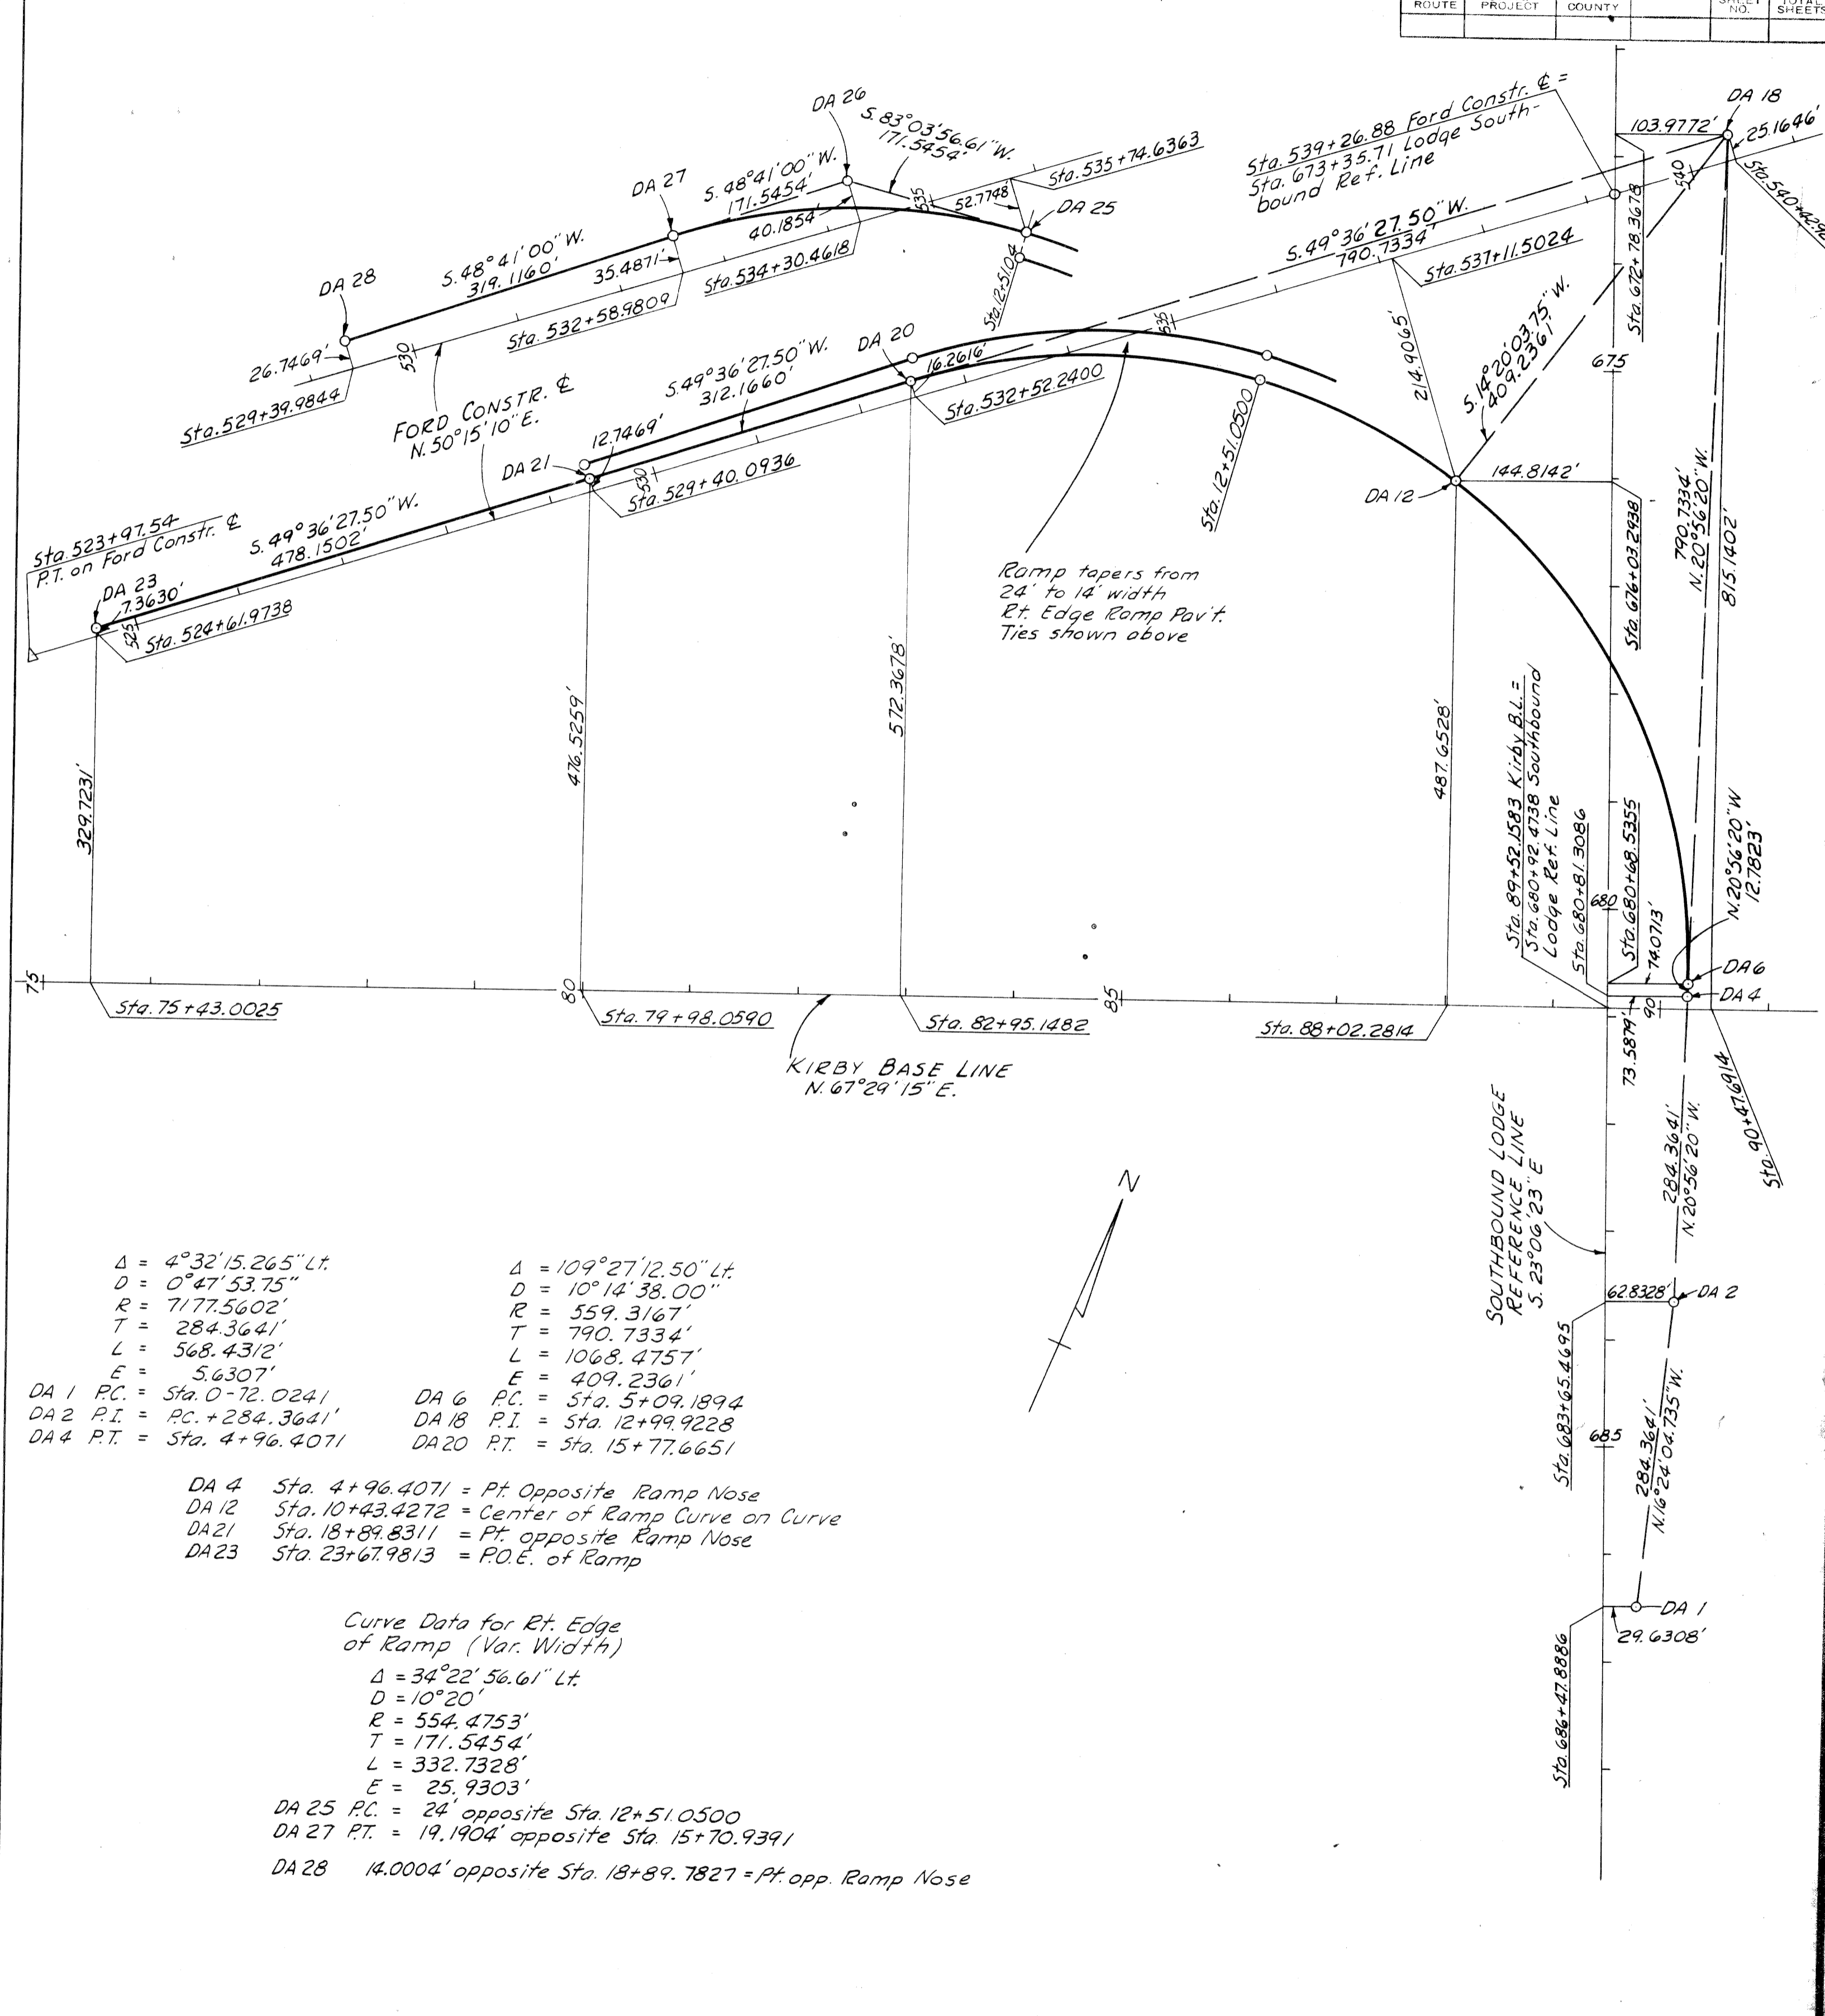 ROUTE PROJECT COUNTY SHEET NO. TOTAL SHEETS
DA 26
S. 83°03'56.61" W.
171.5454'
DA 27
S. 48°41'00" W.
171.5454'
40.1854'
535
52.7748'
Sta. 535+74.6363
DA 25
DA 28
S. 48°41'00" W.
319.1160'
35.4871'
Sta. 534+30.4618
Sta. 532+58.9809
Sta. 12+51.04
26.7469'
530
Sta. 529+39.9844
FORD CONSTR. ℄
N. 50°15'10" E.
Sta. 539+26.88 Ford Constr. ℄ =
Sta. 673+35.71 Lodge South-
bound Ref. Line
DA 18
103.9772'
25.1646'
540
Sta. 672+78.3678
S. 49°36'27.50" W.
790.7334'
Sta. 537+11.5024
214.9065'
S. 14°20'03.75" W.
409.2361'
675
DA 20
16.2616'
535
Sta. 532+52.2400
S. 49°36'27.50" W.
312.1660'
12.7469'
DA 21
530
Sta. 529+40.0936
Sta. 12+51.0500
DA 12
144.8142'
Sta. 676+03.2938
790.7334'
N. 20°56'20" W.
815.1402'
Sta. 523+97.54
P.T. on Ford Constr. ℄
S. 49°36'27.50" W.
478.1502'
DA 23
7.3630'
525
Sta. 524+61.9738
Ramp tapers from
24' to 14' width
Rt. Edge Ramp Pav't.
Ties shown above
329.7231'
476.5259'
572.3678'
487.6528'
Sta. 89+52.1583 Kirby B.L. =
Sta. 680+92.4738 Southbound
Lodge Ref. Line
Sta. 680+81.3086
680
Sta. 680+68.5355
74.0713'
N. 20°56'20" W
12.7823'
DA 6
DA 4
90
73.5879'
Sta. 90+47.6914
75
80
85
Sta. 75+43.0025
Sta. 79+98.0590
Sta. 82+95.1482
Sta. 88+02.2814
KIRBY BASE LINE
N. 67°29'15" E.
N
SOUTHBOUND LODGE
REFERENCE LINE
S. 23°06'23" E
284.3641'
N. 20°56'20" W.
62.8328'
DA 2
Sta. 683+65.4695
685
284.3641'
N. 16°24'04.735" W.
DA 1
29.6308'
Sta. 686+47.8886
Δ = 4°32'15.265" Lt.
D = 0°47'53.75"
R = 7177.5602'
T = 284.3641'
L = 568.4312'
E = 5.6307'
DA 1 P.C. = Sta. 0-72.0241
DA 2 P.I. = P.C. + 284.3641'
DA 4 P.T. = Sta. 4+96.4071
Δ = 109°27'12.50" Lt.
D = 10°14'38.00"
R = 559.3167'
T = 790.7334'
L = 1068.4757'
E = 409.2361'
DA 6 P.C. = Sta. 5+09.1894
DA 18 P.I. = Sta. 12+99.9228
DA 20 P.T. = Sta. 15+77.6651
DA 4 Sta. 4+96.4071 = Pt. Opposite Ramp Nose
DA 12 Sta. 10+43.4272 = Center of Ramp Curve on Curve
DA 21 Sta. 18+89.8311 = Pt. opposite Ramp Nose
DA 23 Sta. 23+67.9813 = P.O.E. of Ramp
Curve Data for Rt. Edge
of Ramp (Var. Width)
Δ = 34°22'56.61" Lt.
D = 10°20'
R = 554.4753'
T = 171.5454'
L = 332.7328'
E = 25.9303'
DA 25 P.C. = 24' opposite Sta. 12+51.0500
DA 27 P.T. = 19.1904' opposite Sta. 15+70.9391
DA 28 14.0004' opposite Sta. 18+89.7827 = Pt. opp. Ramp Nose